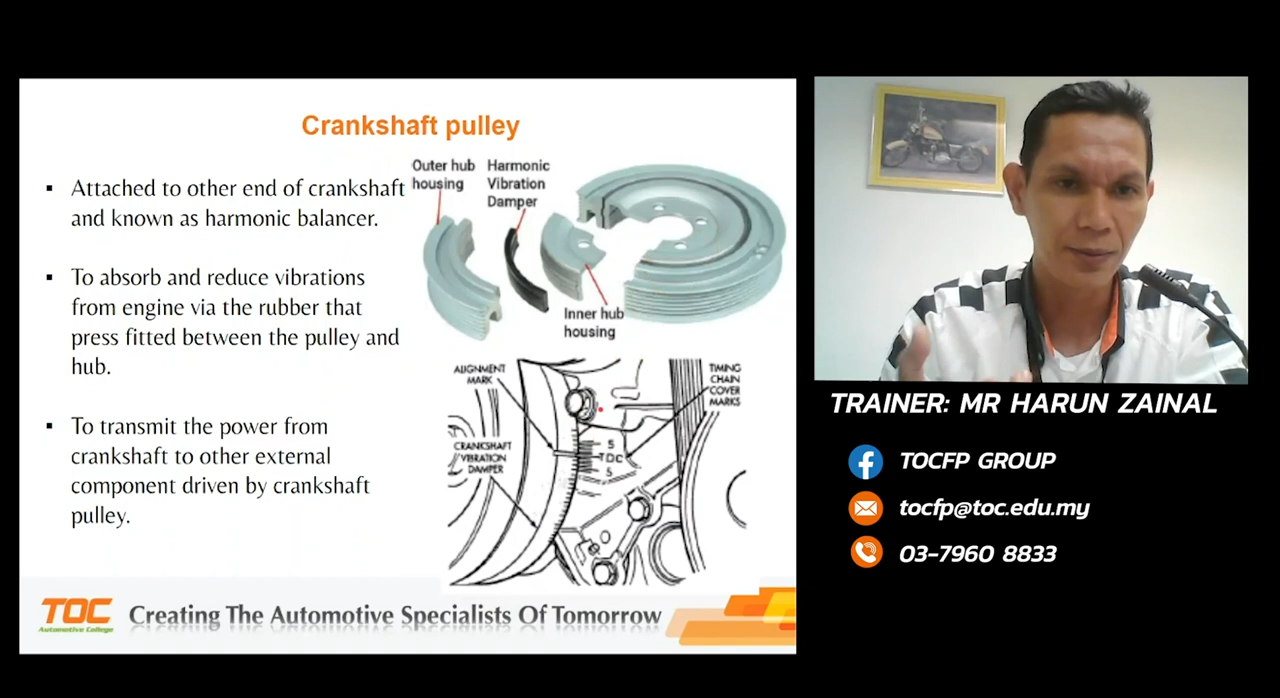 Crankshaft pulley
▪ Attached to other end of crankshaft
and known as harmonic balancer.
▪ To absorb and reduce vibrations
from engine via the rubber that
press fitted between the pulley and
hub.
▪ To transmit the power from
crankshaft to other external
component driven by crankshaft
pulley.
Outer hub
housing
Harmonic
Vibration
Damper
Inner hub
housing
ALIGNMENT
MARK
TIMING
CHAIN
COVER
MARKS
CRANKSHAFT
VIBRATION
DAMPER
5
TDC
5
TOC
Automotive College
Creating The Automotive Specialists Of Tomorrow
TRAINER: MR HARUN ZAINAL
TOCFP GROUP
tocfp@toc.edu.my
03-7960 8833